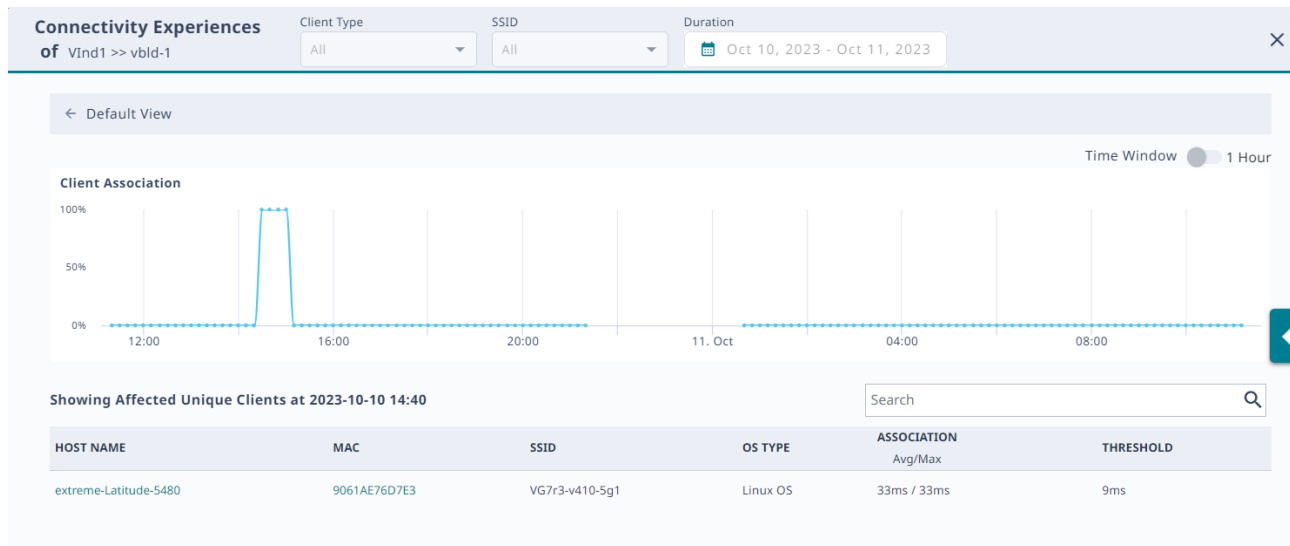 Connectivity Experiences
of VInd1 >> vbld-1
Client Type
All
SSID
All
Duration
Oct 10, 2023 - Oct 11, 2023
Default View
Time Window 1 Hour
Client Association
100%
50%
0%
12:00 16:00 20:00 11. Oct 04:00 08:00
Showing Affected Unique Clients at 2023-10-10 14:40
Search
HOST NAME MAC SSID OS TYPE ASSOCIATION Avg/Max THRESHOLD
extreme-Latitude-5480 9061AE76D7E3 VG7r3-v410-5g1 Linux OS 33ms / 33ms 9ms